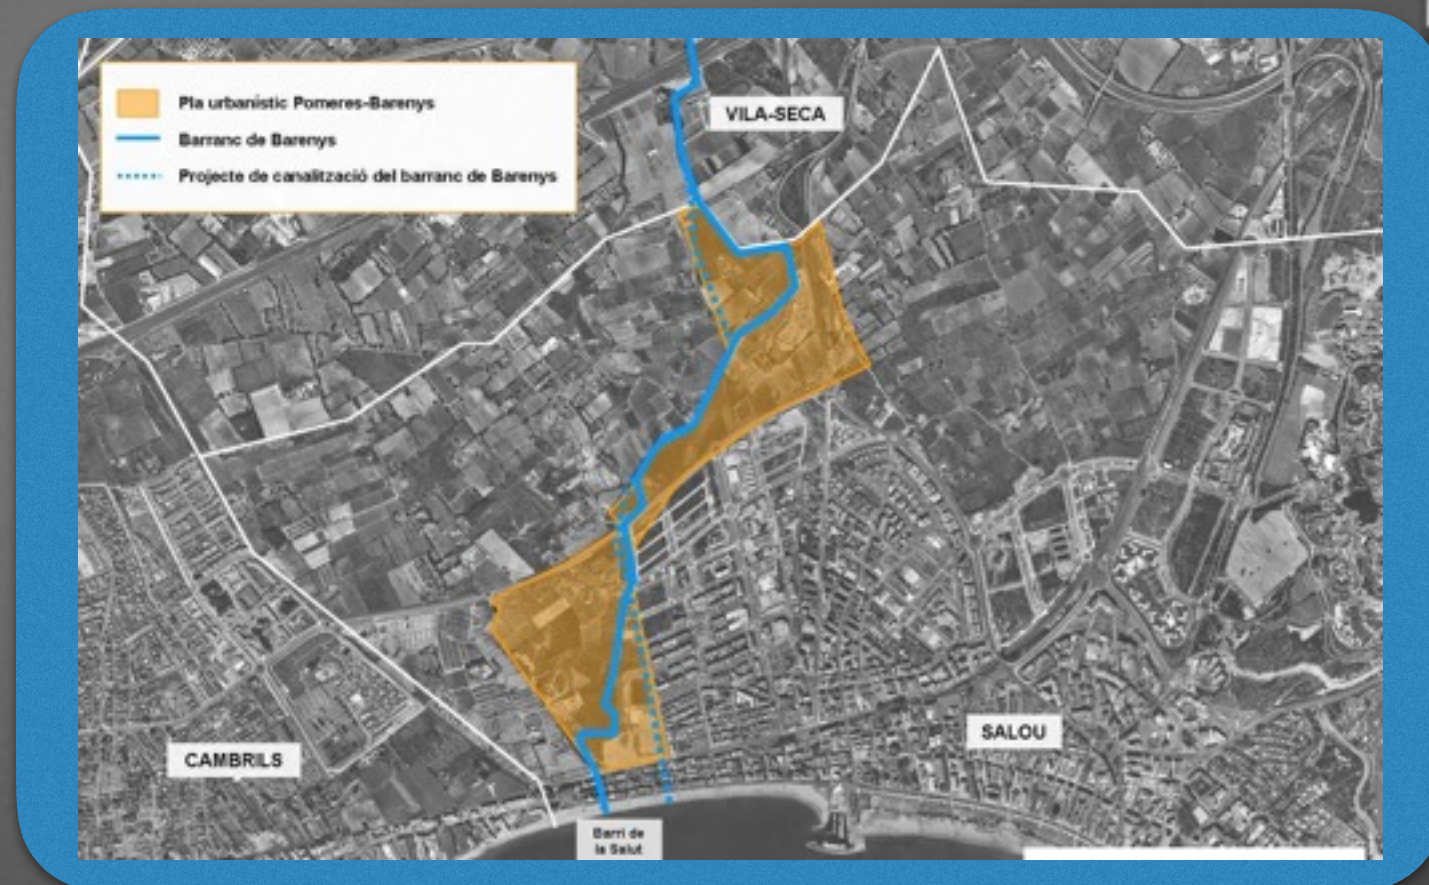 Pla urbanístic Pomeres-Barenys
Barranc de Barenys
Projecte de canalització del barranc de Barenys
VILA-SECA
SALOU
CAMBRILS
Barri de
la Salut